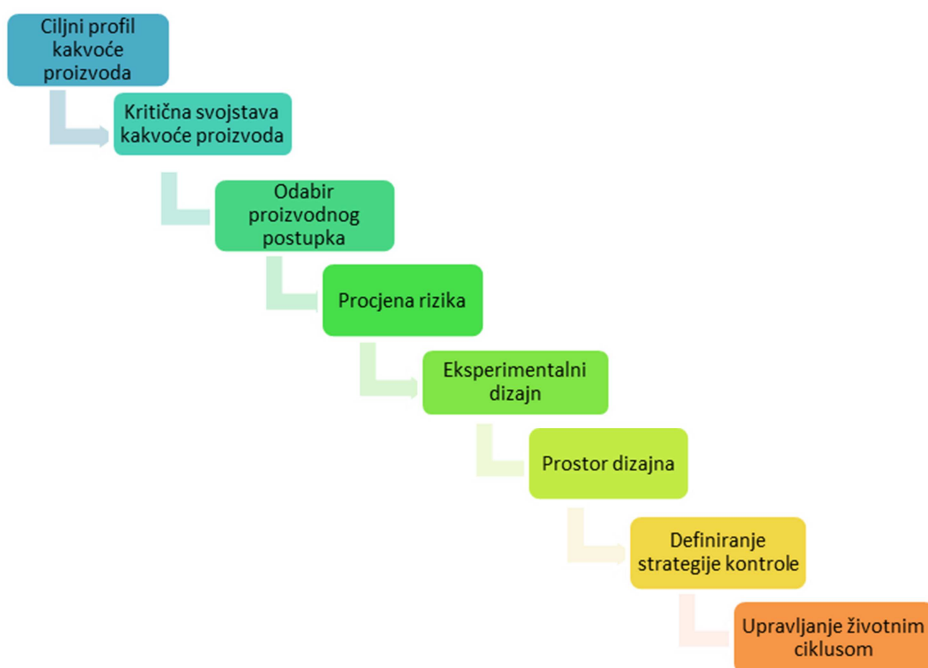 Ciljni profil
kakvoće
proizvoda
Kritična svojstava
kakvoće proizvoda
Odabir
proizvodnog
postupka
Procjena rizika
Eksperimentalni
dizajn
Prostor dizajna
Definiranje
strategije kontrole
Upravljanje životnim
ciklusom